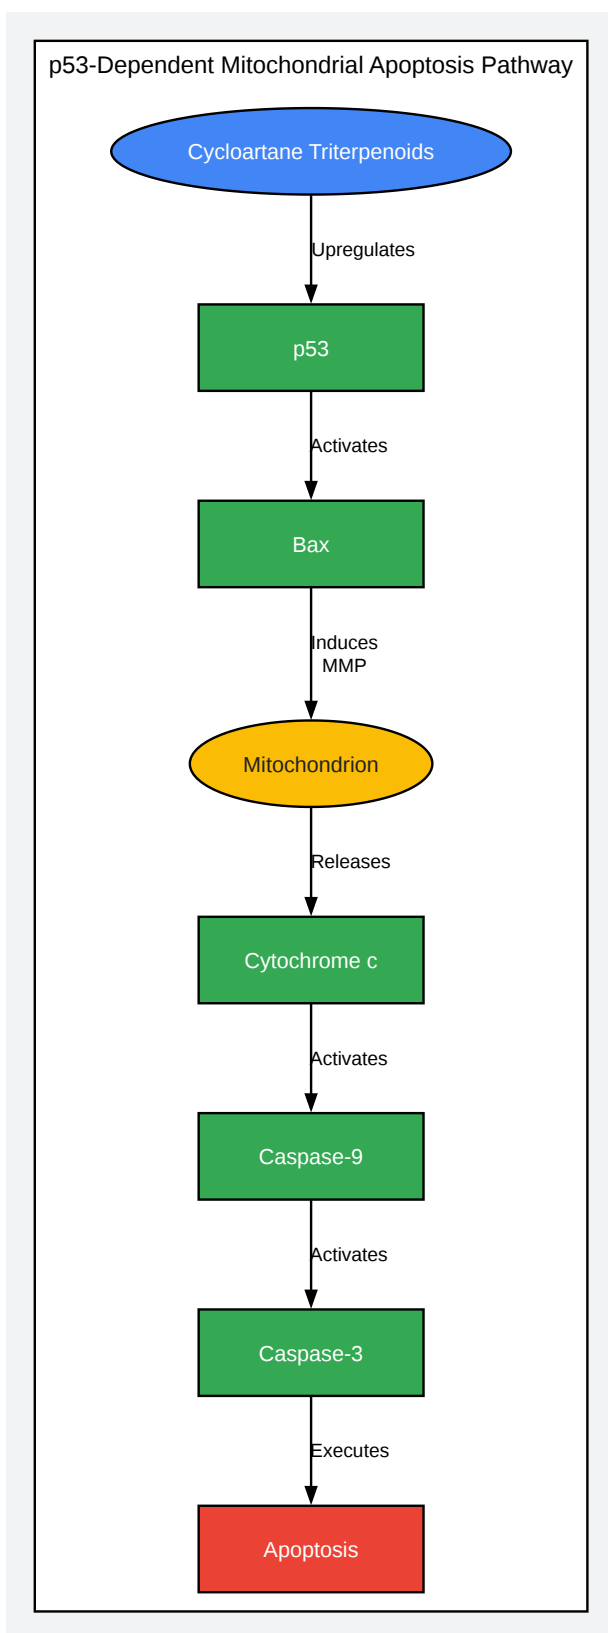 p53-Dependent Mitochondrial Apoptosis Pathway
Cycloartane Triterpenoids
Upregulates
p53
Activates
Bax
Induces
MMP
Mitochondrion
Releases
Cytochrome c
Activates
Caspase-9
Activates
Caspase-3
Executes
Apoptosis